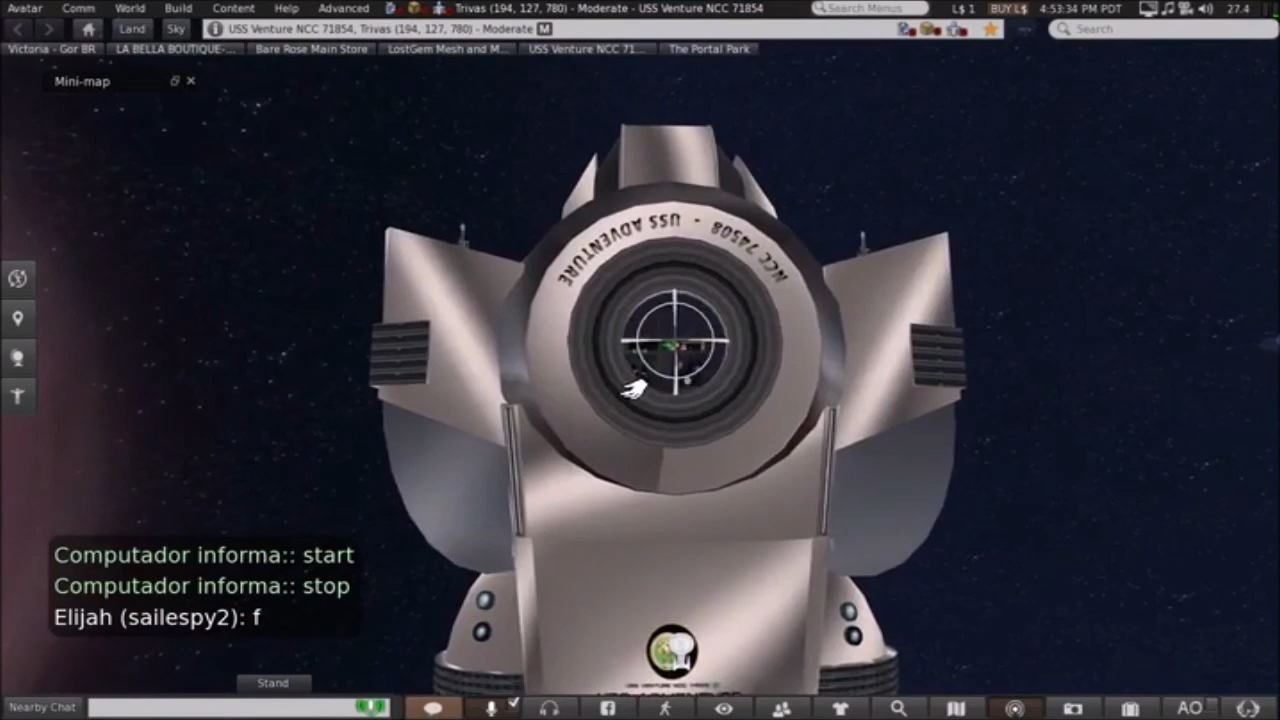 Avatar Comm World Build Content Help Advanced Trivas (194, 127, 780) - Moderate - USS Venture NCC 71854 Search Menus L$ 1 BUY L$ 4:53:34 PM PDT 27.4
Land Sky USS Venture NCC 71854, Trivas (194, 127, 780) - Moderate M Search
Victoria - Gor BR LA BELLA BOUTIQUE-... Bare Rose Main Store LostGem Mesh and M... USS Venture NCC 71... The Portal Park
Mini-map
NCC 74508 - USS ADVENTURE
Computador informa:: start
Computador informa:: stop
Elijah (sailespy2): f
Stand
Nearby Chat AO